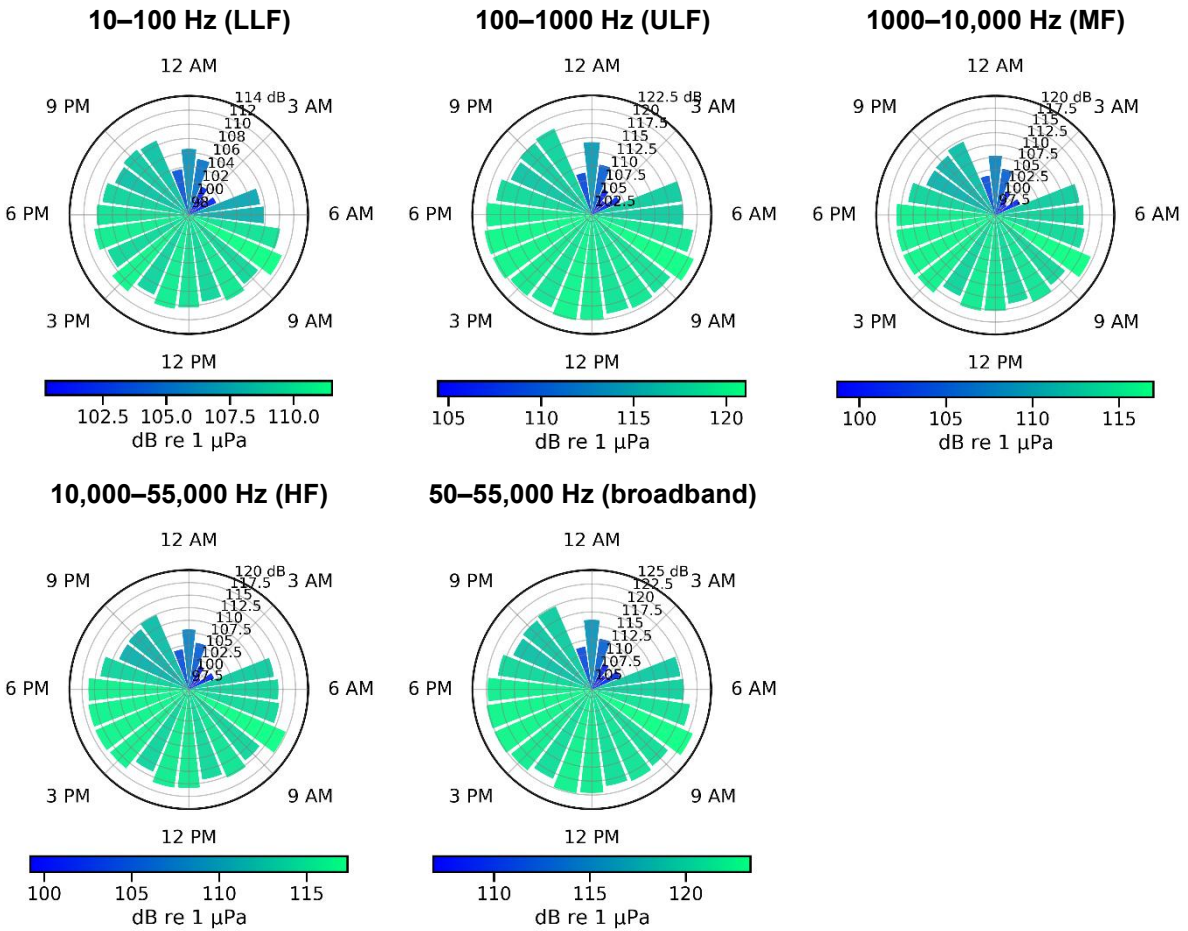 10–100 Hz (LLF)
12 AM
9 PM
114 dB
3 AM
112
110
108
106
104
102
100
98
6 PM
6 AM
3 PM
9 AM
12 PM
102.5 105.0 107.5 110.0
dB re 1 µPa
100–1000 Hz (ULF)
12 AM
9 PM
122.5 dB
3 AM
120
117.5
115
112.5
110
107.5
105
102.5
6 PM
6 AM
3 PM
9 AM
12 PM
105 110 115 120
dB re 1 µPa
1000–10,000 Hz (MF)
12 AM
9 PM
120 dB
3 AM
117.5
115
112.5
110
107.5
105
102.5
100
97.5
6 PM
6 AM
3 PM
9 AM
12 PM
100 105 110 115
dB re 1 µPa
10,000–55,000 Hz (HF)
12 AM
9 PM
120 dB
3 AM
117.5
115
112.5
110
107.5
105
102.5
100
97.5
6 PM
6 AM
3 PM
9 AM
12 PM
100 105 110 115
dB re 1 µPa
50–55,000 Hz (broadband)
12 AM
9 PM
125 dB
3 AM
122.5
120
117.5
115
112.5
110
107.5
105
6 PM
6 AM
3 PM
9 AM
12 PM
110 115 120
dB re 1 µPa